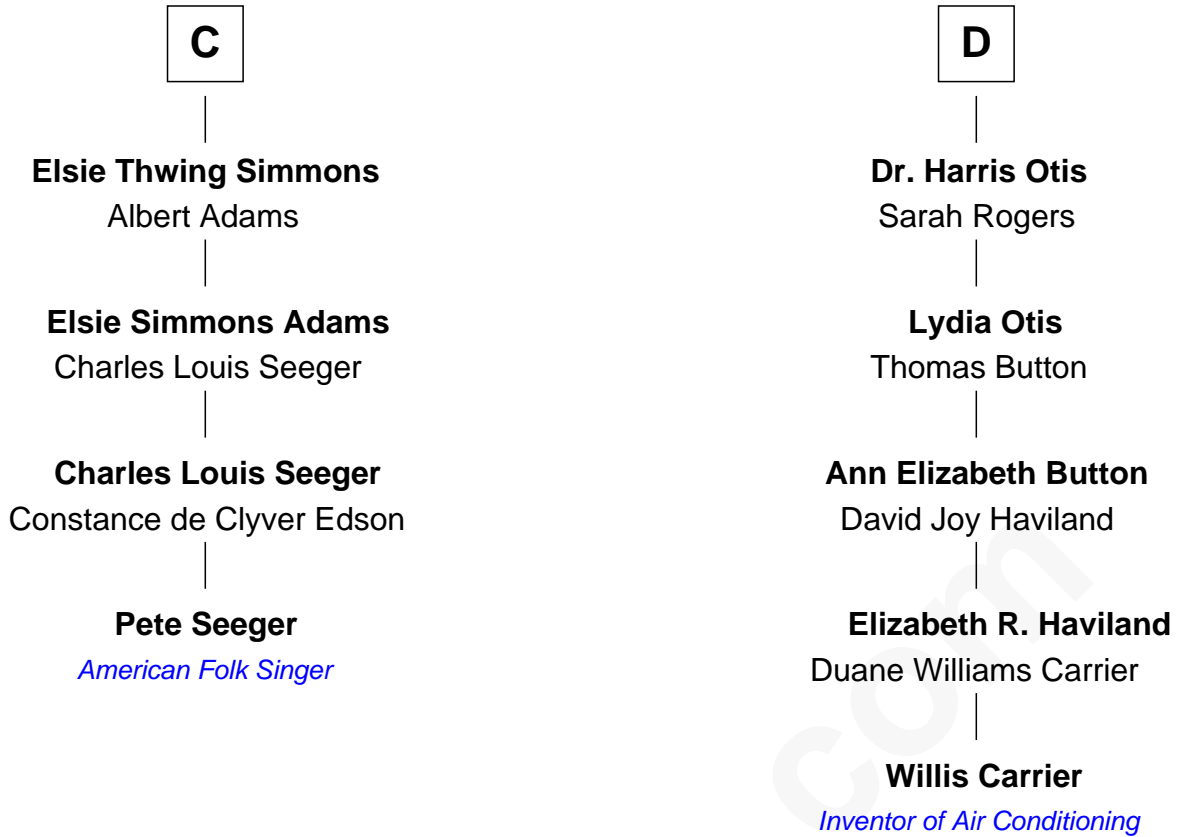 C
Elsie Thwing Simmons
Albert Adams
Elsie Simmons Adams
Charles Louis Seeger
Charles Louis Seeger
Constance de Clyver Edson
Pete Seeger
American Folk Singer
D
Dr. Harris Otis
Sarah Rogers
Lydia Otis
Thomas Button
Ann Elizabeth Button
David Joy Haviland
Elizabeth R. Haviland
Duane Williams Carrier
Willis Carrier
Inventor of Air Conditioning
com